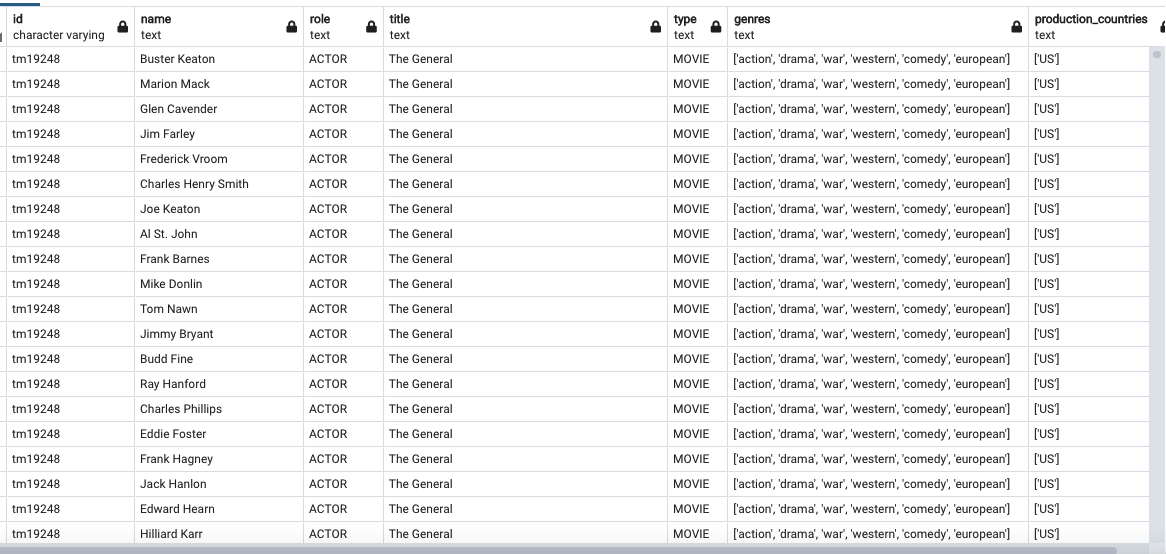 id name role title type genres production_countries
character varying text text text text text text
tm19248 Buster Keaton ACTOR The General MOVIE ['action', 'drama', 'war', 'western', 'comedy', 'european'] ['US']
tm19248 Marion Mack ACTOR The General MOVIE ['action', 'drama', 'war', 'western', 'comedy', 'european'] ['US']
tm19248 Glen Cavender ACTOR The General MOVIE ['action', 'drama', 'war', 'western', 'comedy', 'european'] ['US']
tm19248 Jim Farley ACTOR The General MOVIE ['action', 'drama', 'war', 'western', 'comedy', 'european'] ['US']
tm19248 Frederick Vroom ACTOR The General MOVIE ['action', 'drama', 'war', 'western', 'comedy', 'european'] ['US']
tm19248 Charles Henry Smith ACTOR The General MOVIE ['action', 'drama', 'war', 'western', 'comedy', 'european'] ['US']
tm19248 Joe Keaton ACTOR The General MOVIE ['action', 'drama', 'war', 'western', 'comedy', 'european'] ['US']
tm19248 Al St. John ACTOR The General MOVIE ['action', 'drama', 'war', 'western', 'comedy', 'european'] ['US']
tm19248 Frank Barnes ACTOR The General MOVIE ['action', 'drama', 'war', 'western', 'comedy', 'european'] ['US']
tm19248 Mike Donlin ACTOR The General MOVIE ['action', 'drama', 'war', 'western', 'comedy', 'european'] ['US']
tm19248 Tom Nawn ACTOR The General MOVIE ['action', 'drama', 'war', 'western', 'comedy', 'european'] ['US']
tm19248 Jimmy Bryant ACTOR The General MOVIE ['action', 'drama', 'war', 'western', 'comedy', 'european'] ['US']
tm19248 Budd Fine ACTOR The General MOVIE ['action', 'drama', 'war', 'western', 'comedy', 'european'] ['US']
tm19248 Ray Hanford ACTOR The General MOVIE ['action', 'drama', 'war', 'western', 'comedy', 'european'] ['US']
tm19248 Charles Phillips ACTOR The General MOVIE ['action', 'drama', 'war', 'western', 'comedy', 'european'] ['US']
tm19248 Eddie Foster ACTOR The General MOVIE ['action', 'drama', 'war', 'western', 'comedy', 'european'] ['US']
tm19248 Frank Hagney ACTOR The General MOVIE ['action', 'drama', 'war', 'western', 'comedy', 'european'] ['US']
tm19248 Jack Hanlon ACTOR The General MOVIE ['action', 'drama', 'war', 'western', 'comedy', 'european'] ['US']
tm19248 Edward Hearn ACTOR The General MOVIE ['action', 'drama', 'war', 'western', 'comedy', 'european'] ['US']
tm19248 Hilliard Karr ACTOR The General MOVIE ['action', 'drama', 'war', 'western', 'comedy', 'european'] ['US']